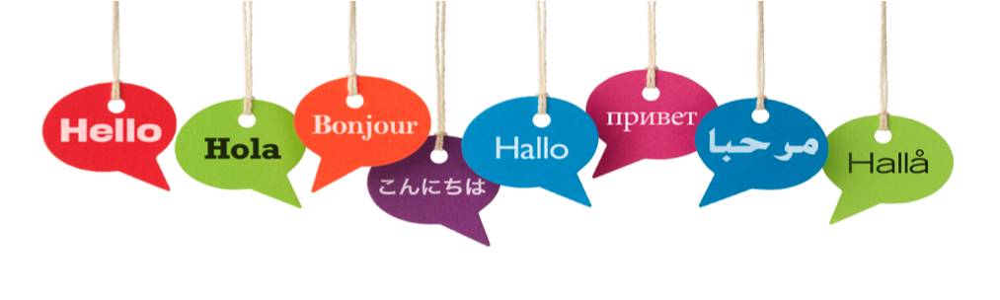 Hello
Hola
Bonjour
こんにちは
Hallo
привет
مرحبا
Hallå